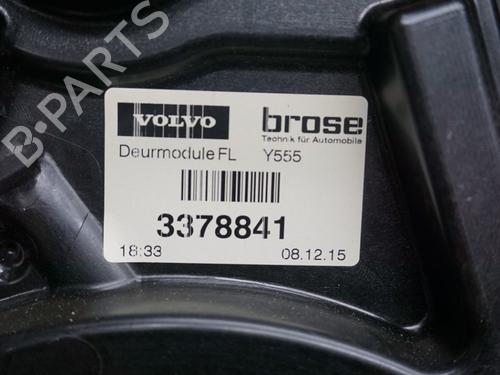 VOLVO brose
Technik für Automobile
Deurmodule FL Y555
3378841
18:33 08.12.15
B-PARTS